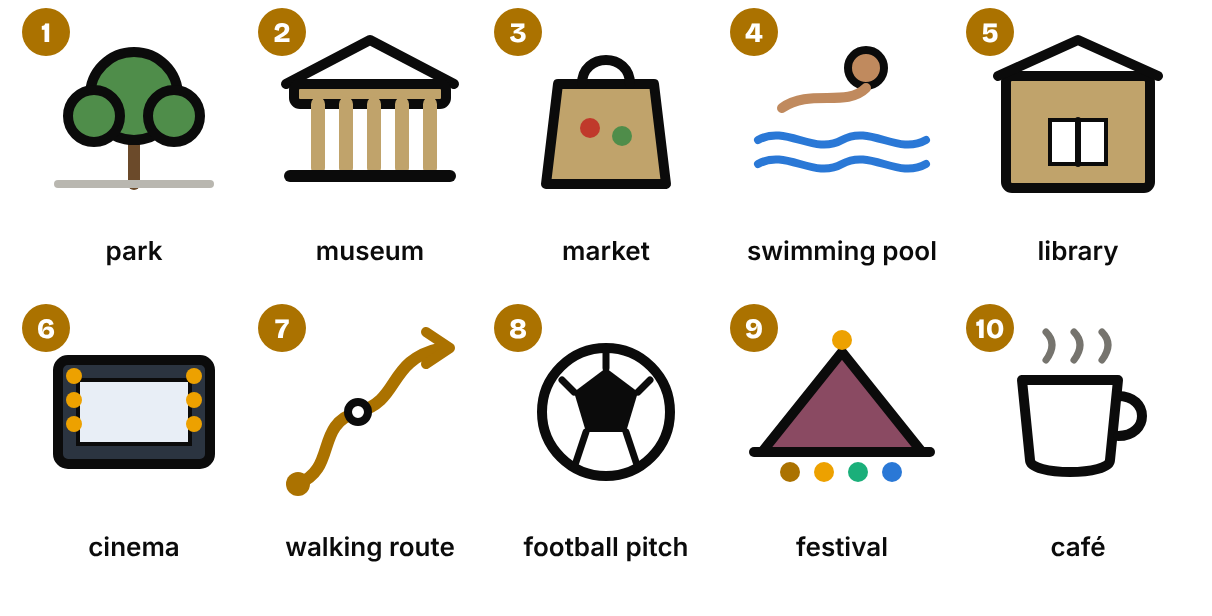 1
2
3
4
5
park
museum
market
swimming pool
library
6
7
8
9
10
cinema
walking route
football pitch
festival
café